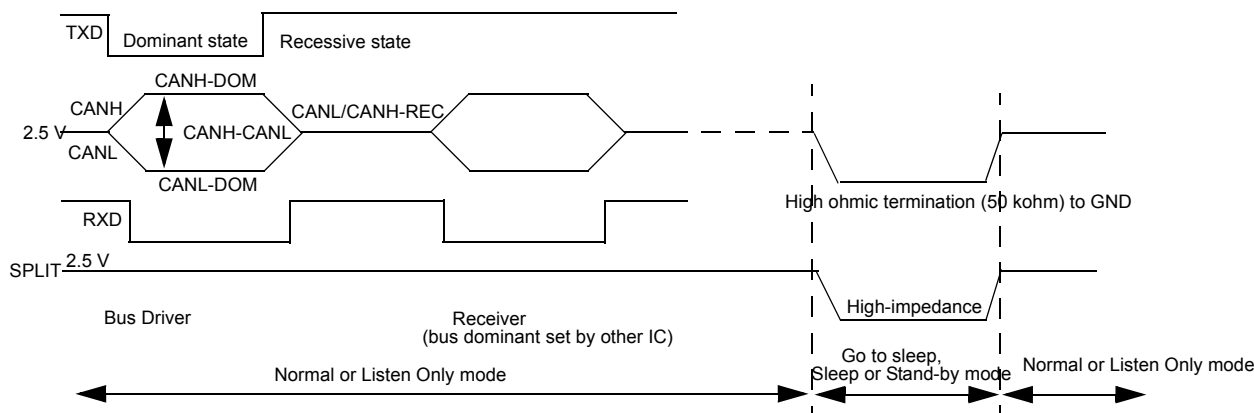 TXD
Dominant state
Recessive state
CANH-DOM
CANH
CANL/CANH-REC
2.5 V
CANH-CANL
CANL
CANL-DOM
High ohmic termination (50 kohm) to GND
RXD
SPLIT
2.5 V
High-impedance
Bus Driver
Receiver
(bus dominant set by other IC)
Go to sleep,
Sleep or Stand-by mode
Normal or Listen Only mode
Normal or Listen Only mode